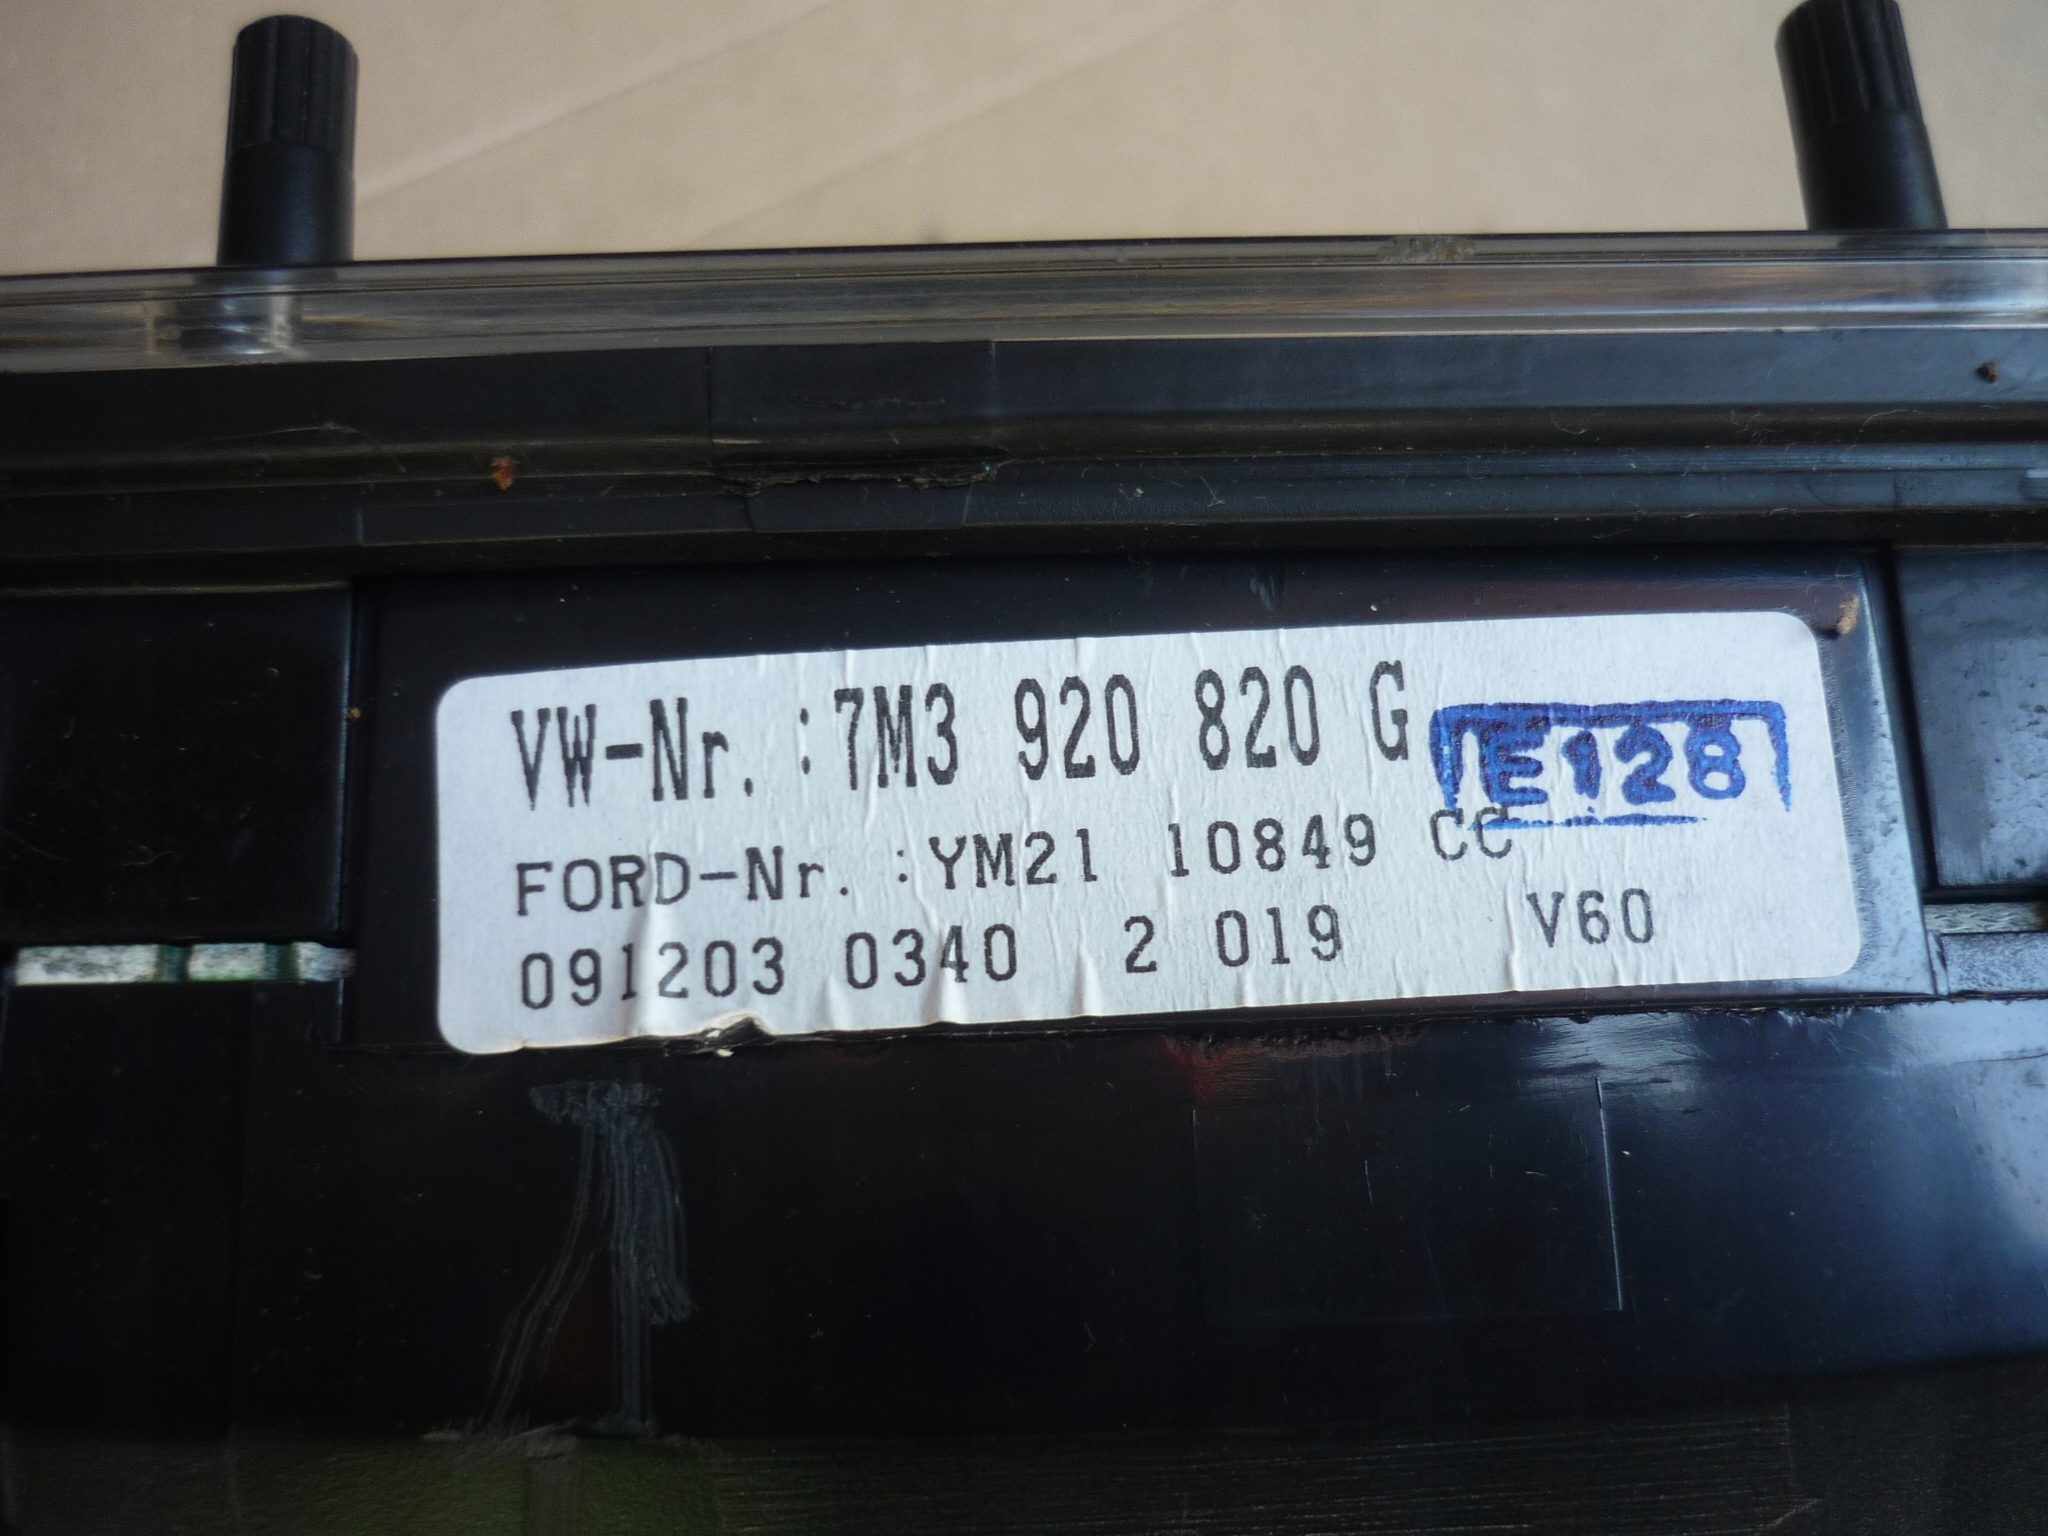 VW-Nr. :7M3 920 820 G
E128
FORD-Nr. :YM21 10849 CC
091203 0340 2 019 V60